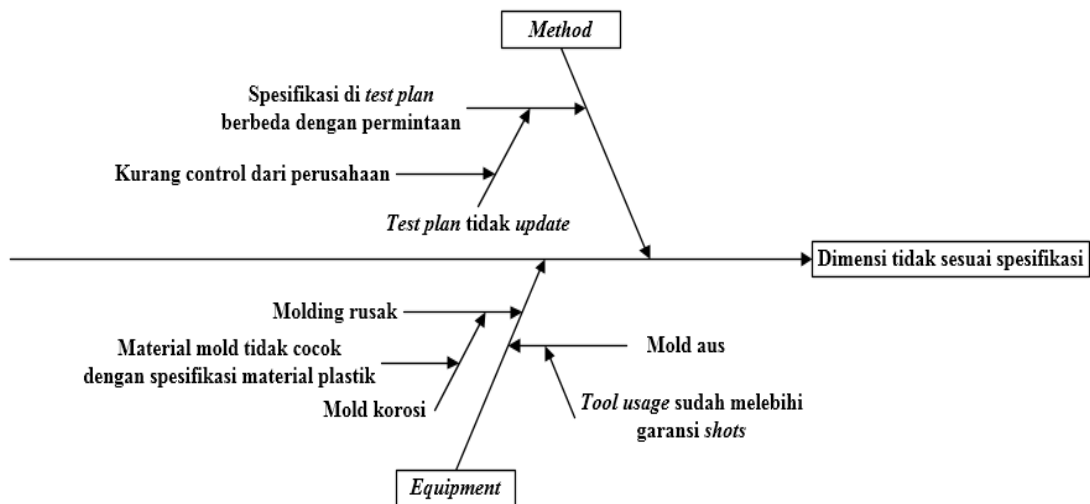 Method
Spesifikasi di test plan
berbeda dengan permintaan
Kurang control dari perusahaan
Test plan tidak update
Dimensi tidak sesuai spesifikasi
Molding rusak
Material mold tidak cocok
dengan spesifikasi material plastik
Mold korosi
Mold aus
Tool usage sudah melebihi
garansi shots
Equipment